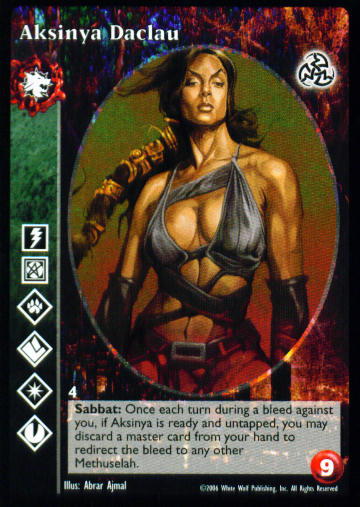 Aksinya Daclau
4
Sabbat: Once each turn during a bleed against
you, if Aksinya is ready and untapped, you may
discard a master card from your hand to
redirect the bleed to any other
Methuselah.
9
Illus: Abrar Ajmal
©2006 White Wolf Publishing, Inc. All Rights Reserved.